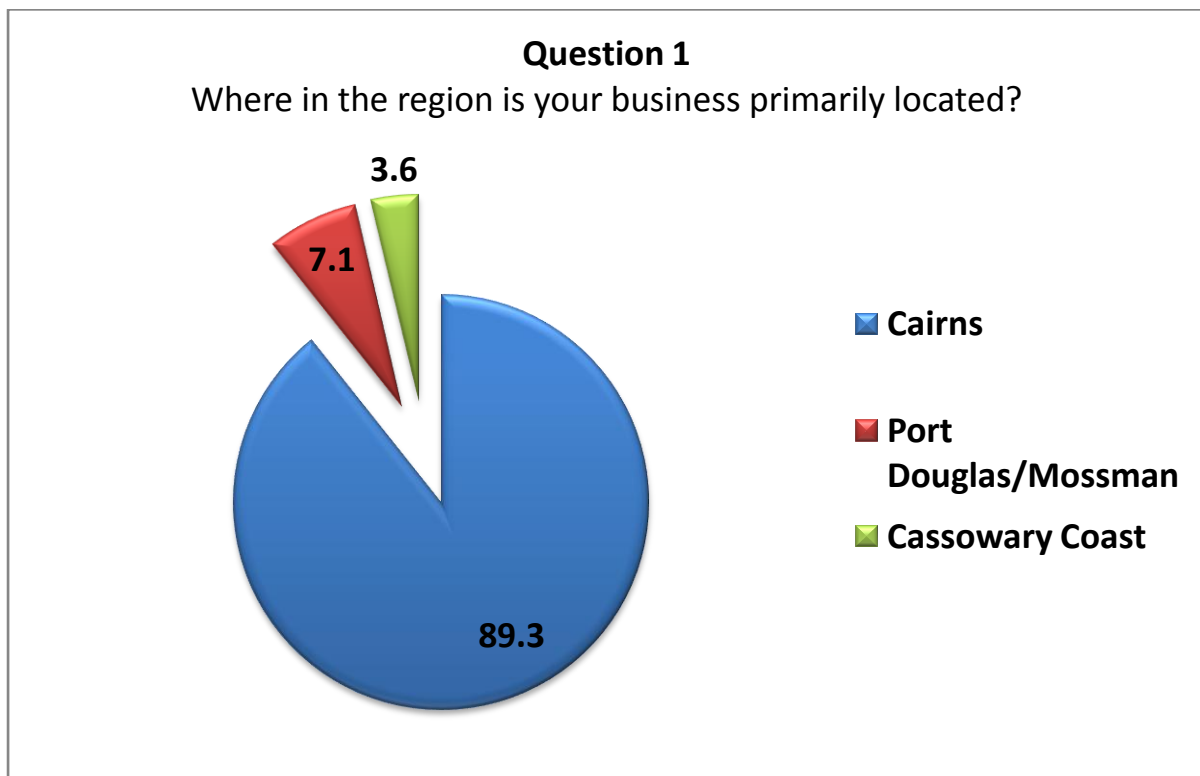 Question 1
Where in the region is your business primarily located?
3.6
7.1
89.3
Cairns
Port
Douglas/Mossman
Cassowary Coast